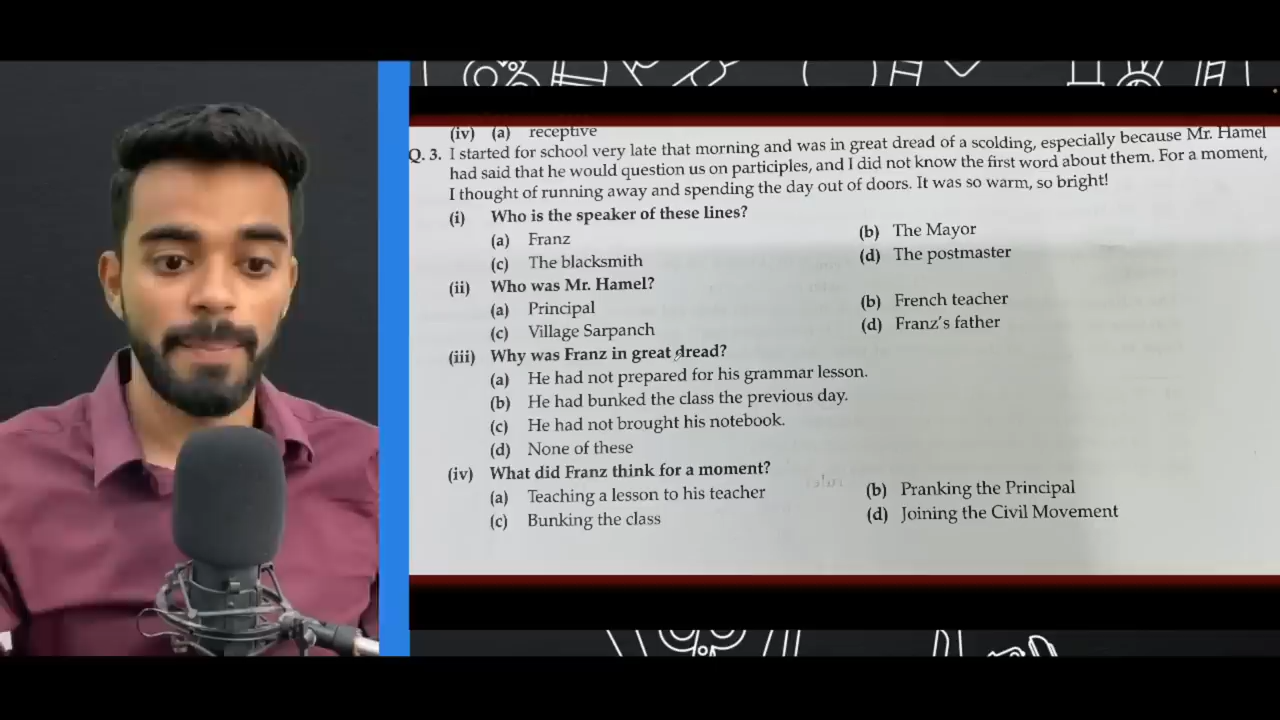 (iv) (a) receptive
Q. 3. I started for school very late that morning and was in great dread of a scolding, especially because Mr. Hamel
had said that he would question us on participles, and I did not know the first word about them. For a moment,
I thought of running away and spending the day out of doors. It was so warm, so bright!
(i) Who is the speaker of these lines?
(a) Franz (b) The Mayor
(c) The blacksmith (d) The postmaster
(ii) Who was Mr. Hamel?
(a) Principal (b) French teacher
(c) Village Sarpanch (d) Franz's father
(iii) Why was Franz in great dread?
(a) He had not prepared for his grammar lesson.
(b) He had bunked the class the previous day.
(c) He had not brought his notebook.
(d) None of these
(iv) What did Franz think for a moment?
(a) Teaching a lesson to his teacher (b) Pranking the Principal
(c) Bunking the class (d) Joining the Civil Movement